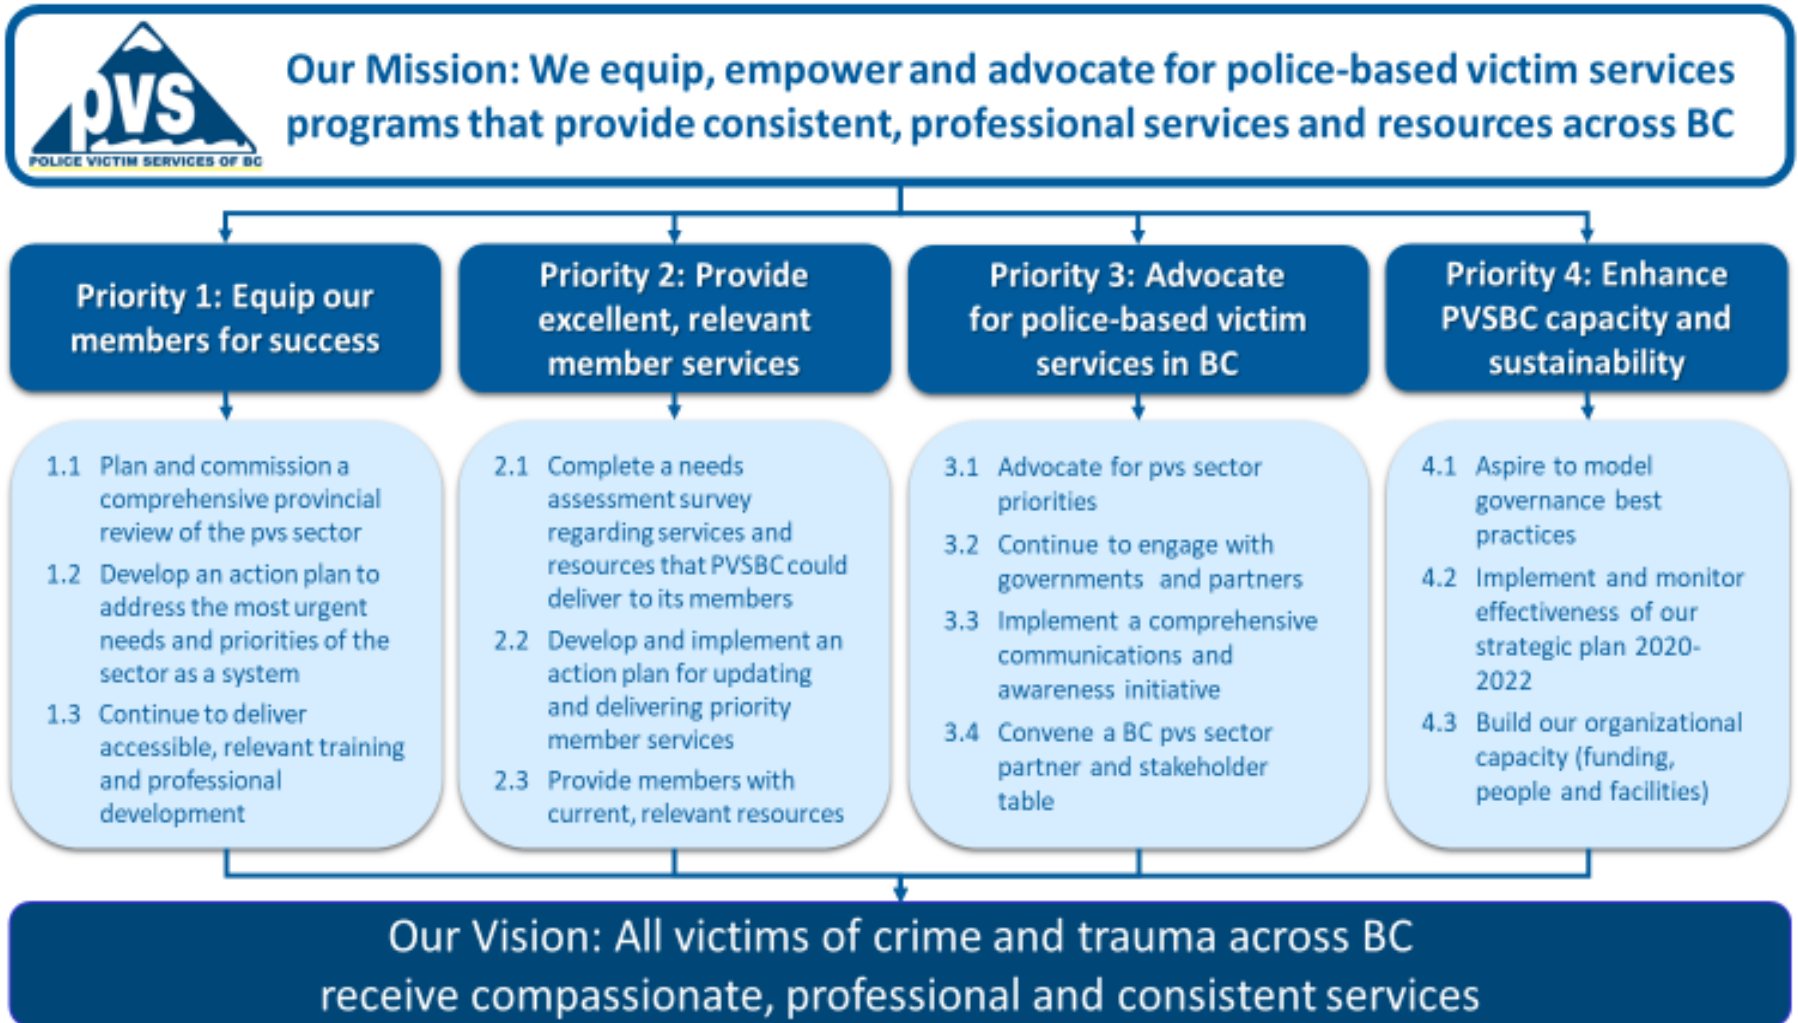 pvs
POLICE VICTIM SERVICES OF BC
Our Mission: We equip, empower and advocate for police-based victim services
programs that provide consistent, professional services and resources across BC
Priority 1: Equip our
members for success
1.1 Plan and commission a
comprehensive provincial
review of the pvs sector
1.2 Develop an action plan to
address the most urgent
needs and priorities of the
sector as a system
1.3 Continue to deliver
accessible, relevant training
and professional
development
Priority 2: Provide
excellent, relevant
member services
2.1 Complete a needs
assessment survey
regarding services and
resources that PVSBC could
deliver to its members
2.2 Develop and implement an
action plan for updating
and delivering priority
member services
2.3 Provide members with
current, relevant resources
Priority 3: Advocate
for police-based victim
services in BC
3.1 Advocate for pvs sector
priorities
3.2 Continue to engage with
governments and partners
3.3 Implement a comprehensive
communications and
awareness initiative
3.4 Convene a BC pvs sector
partner and stakeholder
table
Priority 4: Enhance
PVSBC capacity and
sustainability
4.1 Aspire to model
governance best
practices
4.2 Implement and monitor
effectiveness of our
strategic plan 2020-
2022
4.3 Build our organizational
capacity (funding,
people and facilities)
Our Vision: All victims of crime and trauma across BC
receive compassionate, professional and consistent services